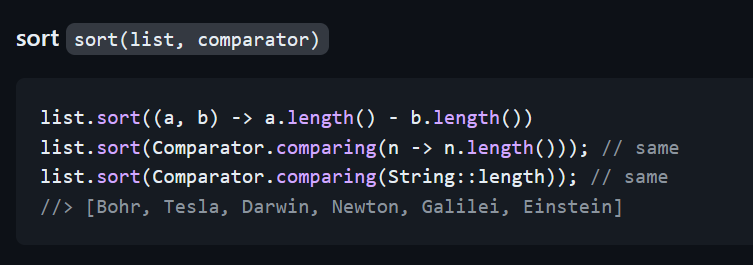 sort sort(list, comparator)
list.sort((a, b) -> a.length() - b.length())
list.sort(Comparator.comparing(n -> n.length())); // same
list.sort(Comparator.comparing(String::length)); // same
//> [Bohr, Tesla, Darwin, Newton, Galilei, Einstein]